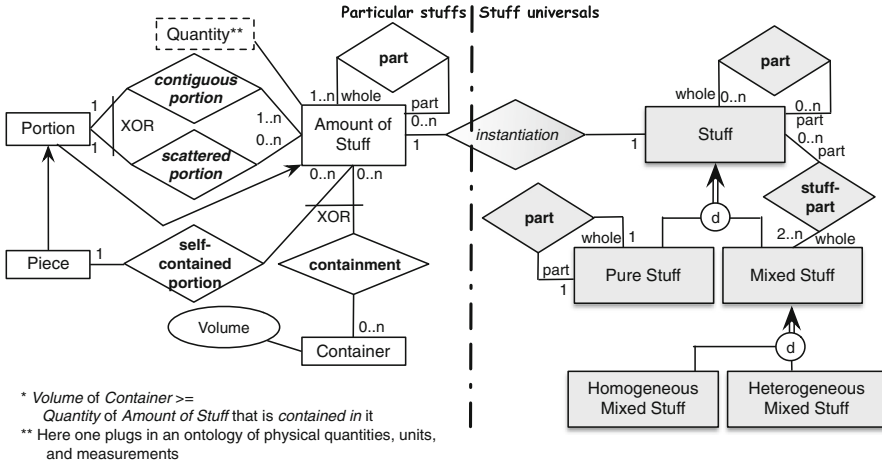 Particular stuffs
Stuff universals
Quantity**
part
1..n
whole
part
0..n
contiguous
portion
1
XOR
1..n
0..n
Portion
1
scattered
portion
Amount of
Stuff
1
instantiation
1
Stuff
part
whole
0..n
0..n
part
0..n
part
stuff-
part
2..n
whole
d
0..n
0..n
XOR
Piece
1
self-
contained
portion
containment
0..n
Volume
Container
part
whole
1
part
1
Pure Stuff
Mixed Stuff
d
Homogeneous
Mixed Stuff
Heterogeneous
Mixed Stuff
* Volume of Container >=
Quantity of Amount of Stuff that is contained in it
** Here one plugs in an ontology of physical quantities, units,
and measurements